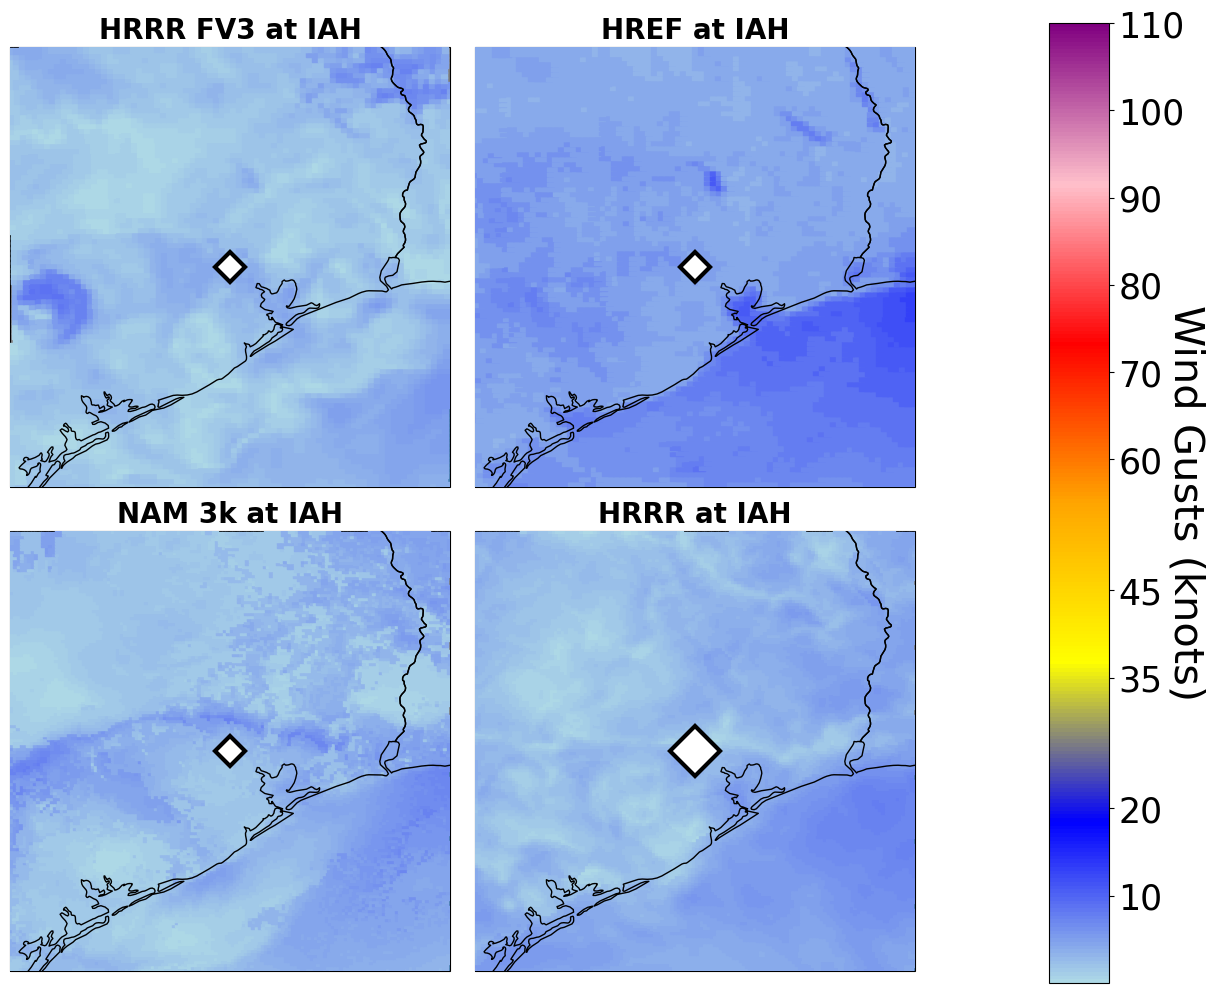 HRRR FV3 at IAH
HREF at IAH
NAM 3k at IAH
HRRR at IAH
110
100
90
80
70
60
45
35
20
10
Wind Gusts (knots)